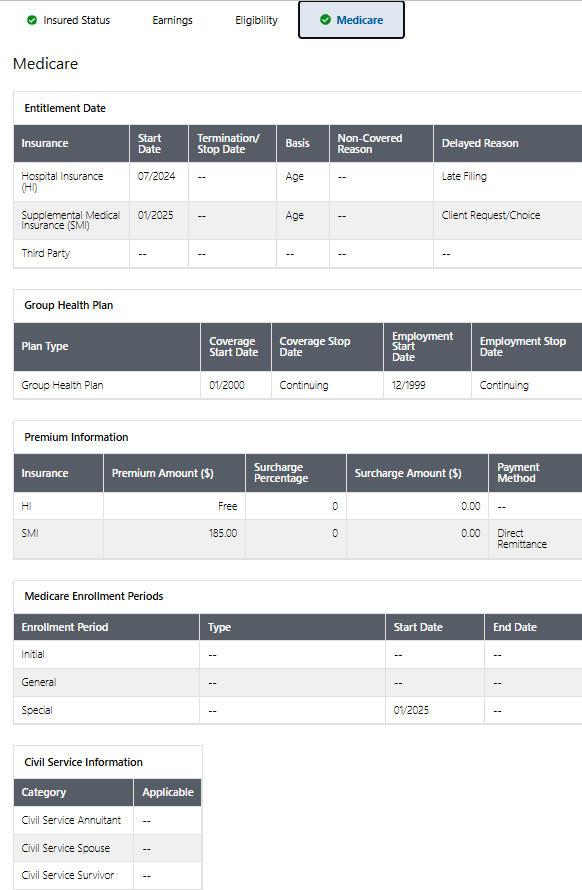 Insured Status Earnings Eligibility Medicare
Medicare
Entitlement Date
Insurance Start Date Termination/ Stop Date Basis Non-Covered Reason Delayed Reason
Hospital Insurance (HI) 07/2024 -- Age -- Late Filing
Supplemental Medical Insurance (SMI) 01/2025 -- Age -- Client Request/Choice
Third Party -- -- -- -- --
Group Health Plan
Plan Type Coverage Start Date Coverage Stop Date Employment Start Date Employment Stop Date
Group Health Plan 01/2000 Continuing 12/1999 Continuing
Premium Information
Insurance Premium Amount ($) Surcharge Percentage Surcharge Amount ($) Payment Method
HI Free 0 0.00 --
SMI 185.00 0 0.00 Direct Remittance
Medicare Enrollment Periods
Enrollment Period Type Start Date End Date
Initial -- -- --
General -- -- --
Special -- 01/2025 --
Civil Service Information
Category Applicable
Civil Service Annuitant --
Civil Service Spouse --
Civil Service Survivor --